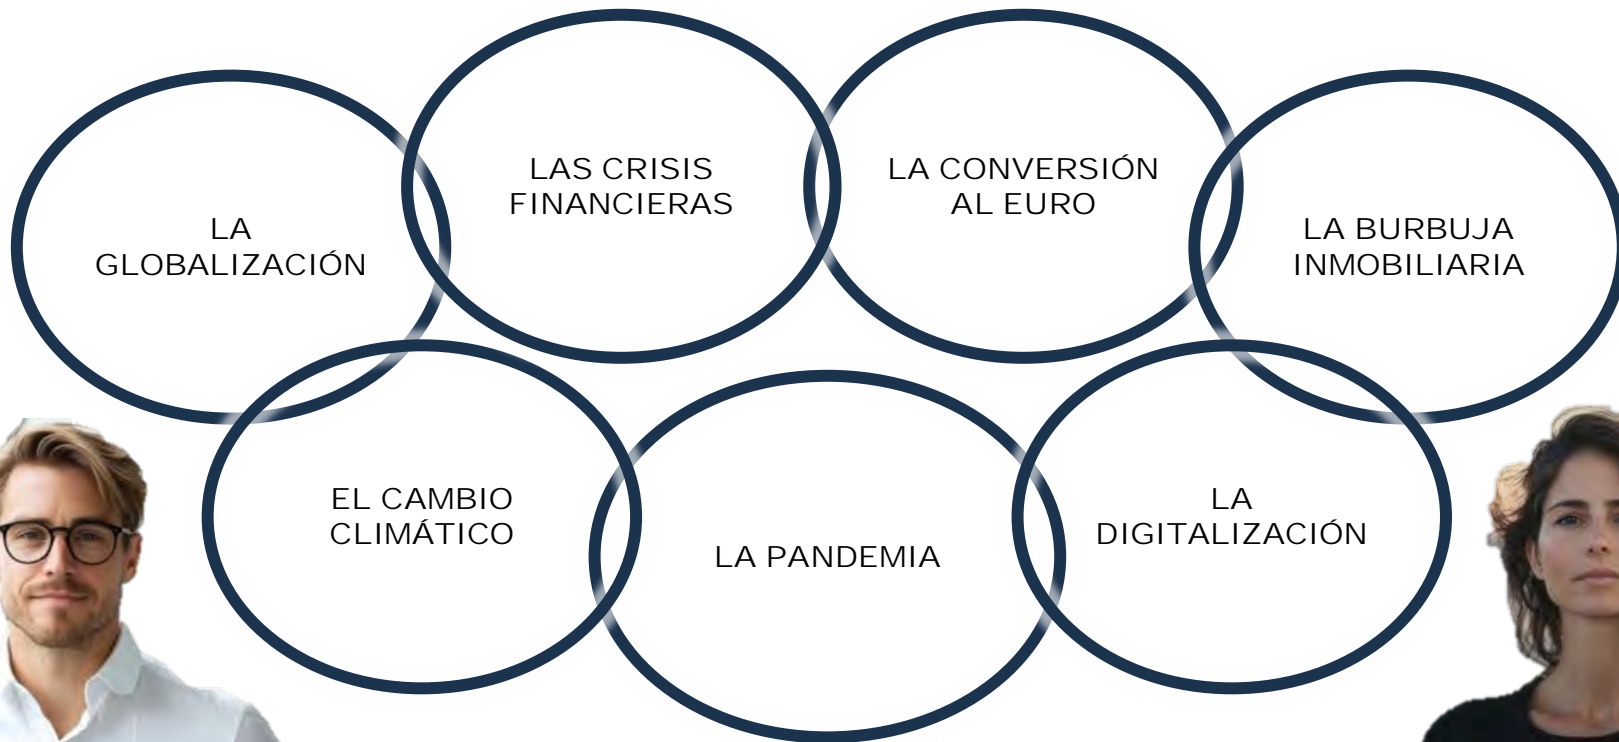 LA
GLOBALIZACIÓN
LAS CRISIS
FINANCIERAS
LA CONVERSIÓN
AL EURO
LA BURBUJA
INMOBILIARIA
EL CAMBIO
CLIMÁTICO
LA PANDEMIA
LA
DIGITALIZACIÓN